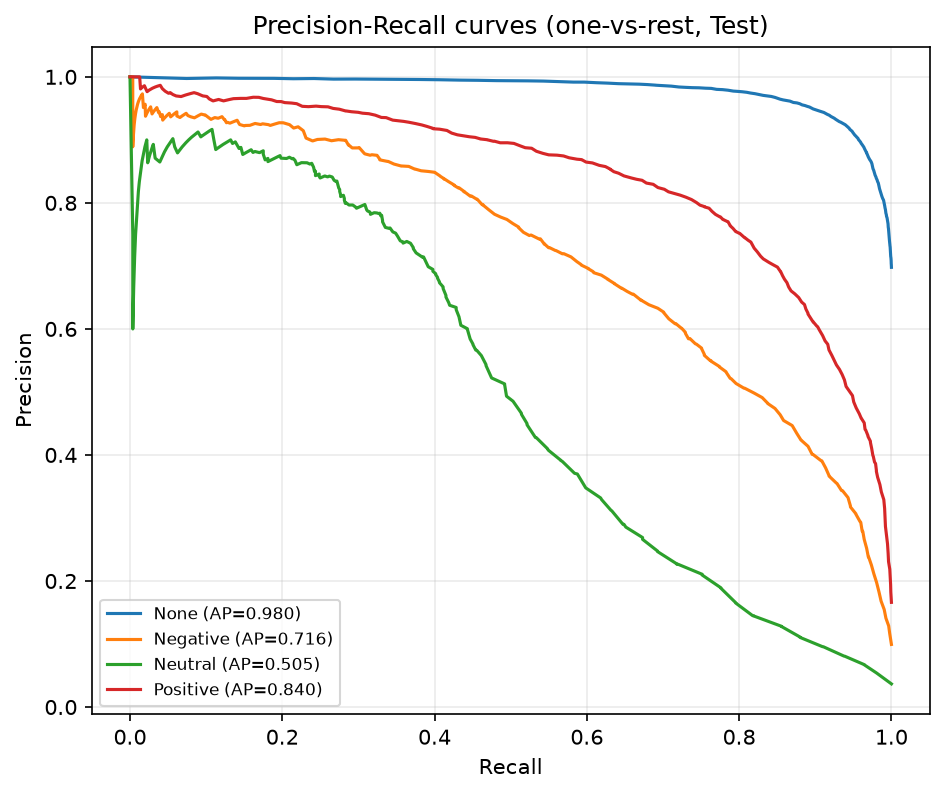 Precision-Recall curves (one-vs-rest, Test)
1.0
0.8
0.6
0.4
0.2
0.0
Precision
None (AP=0.980)
Negative (AP=0.716)
Neutral (AP=0.505)
Positive (AP=0.840)
0.0 0.2 0.4 0.6 0.8 1.0
Recall